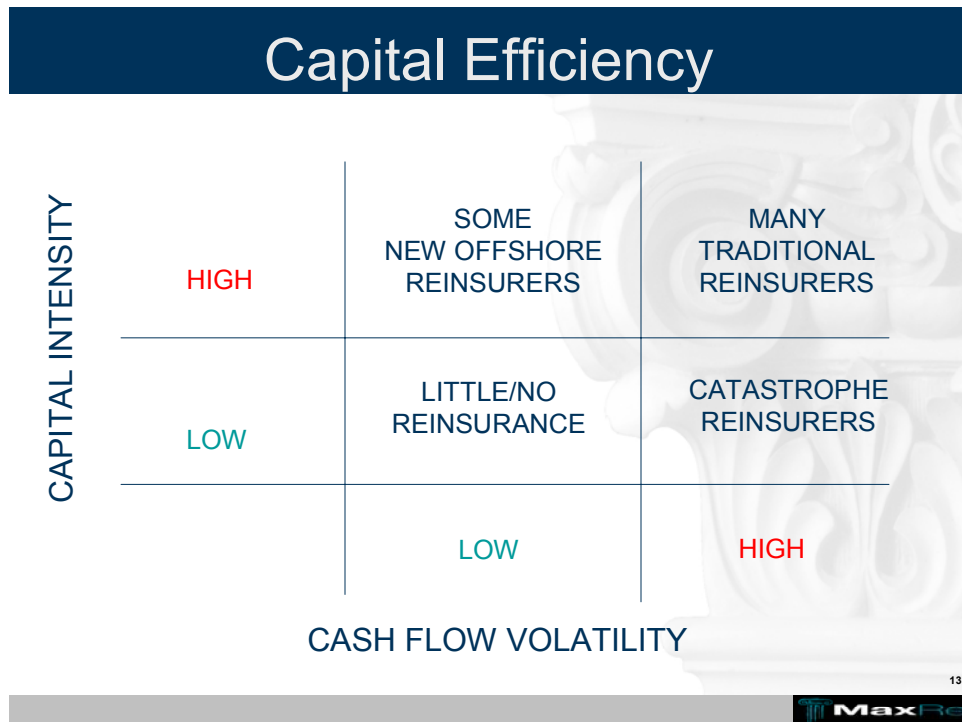 Capital Efficiency
CAPITAL INTENSITY
HIGH
SOME
NEW OFFSHORE
REINSURERS
MANY
TRADITIONAL
REINSURERS
LOW
LITTLE/NO
REINSURANCE
CATASTROPHE
REINSURERS
LOW
HIGH
CASH FLOW VOLATILITY
13
MaxRe